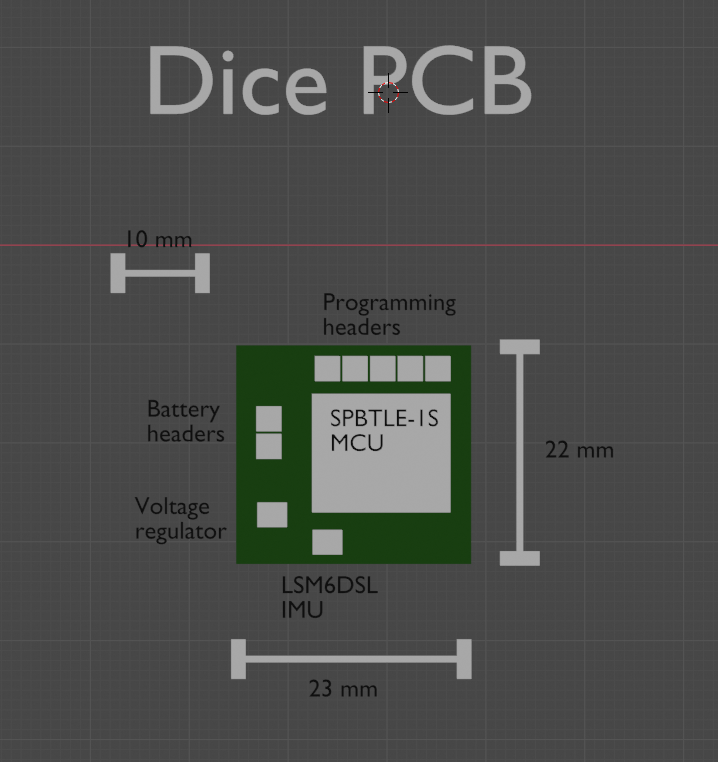 Dice PCB
10 mm
Programming
headers
Battery
headers
SPBTLE-1S
MCU
22 mm
Voltage
regulator
LSM6DSL
IMU
23 mm